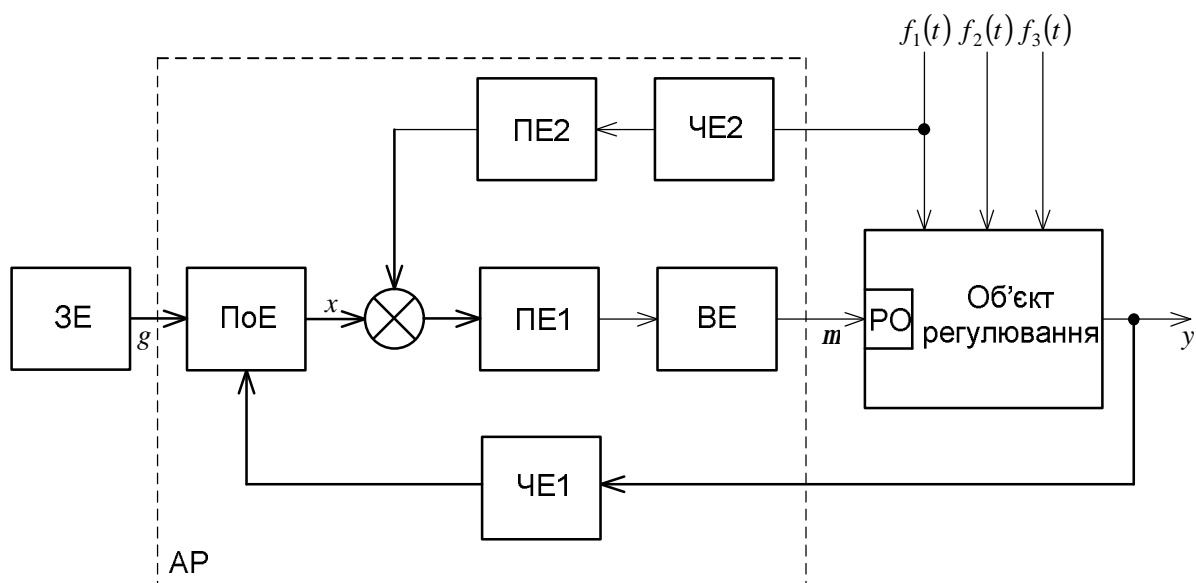 f₁(t) f₂(t) f₃(t)
ПЕ2
ЧЕ2
ЗЕ
g
ПоЕ
x
ПЕ1
ВЕ
m
РО
Об’єкт
регулювання
y
ЧЕ1
АР